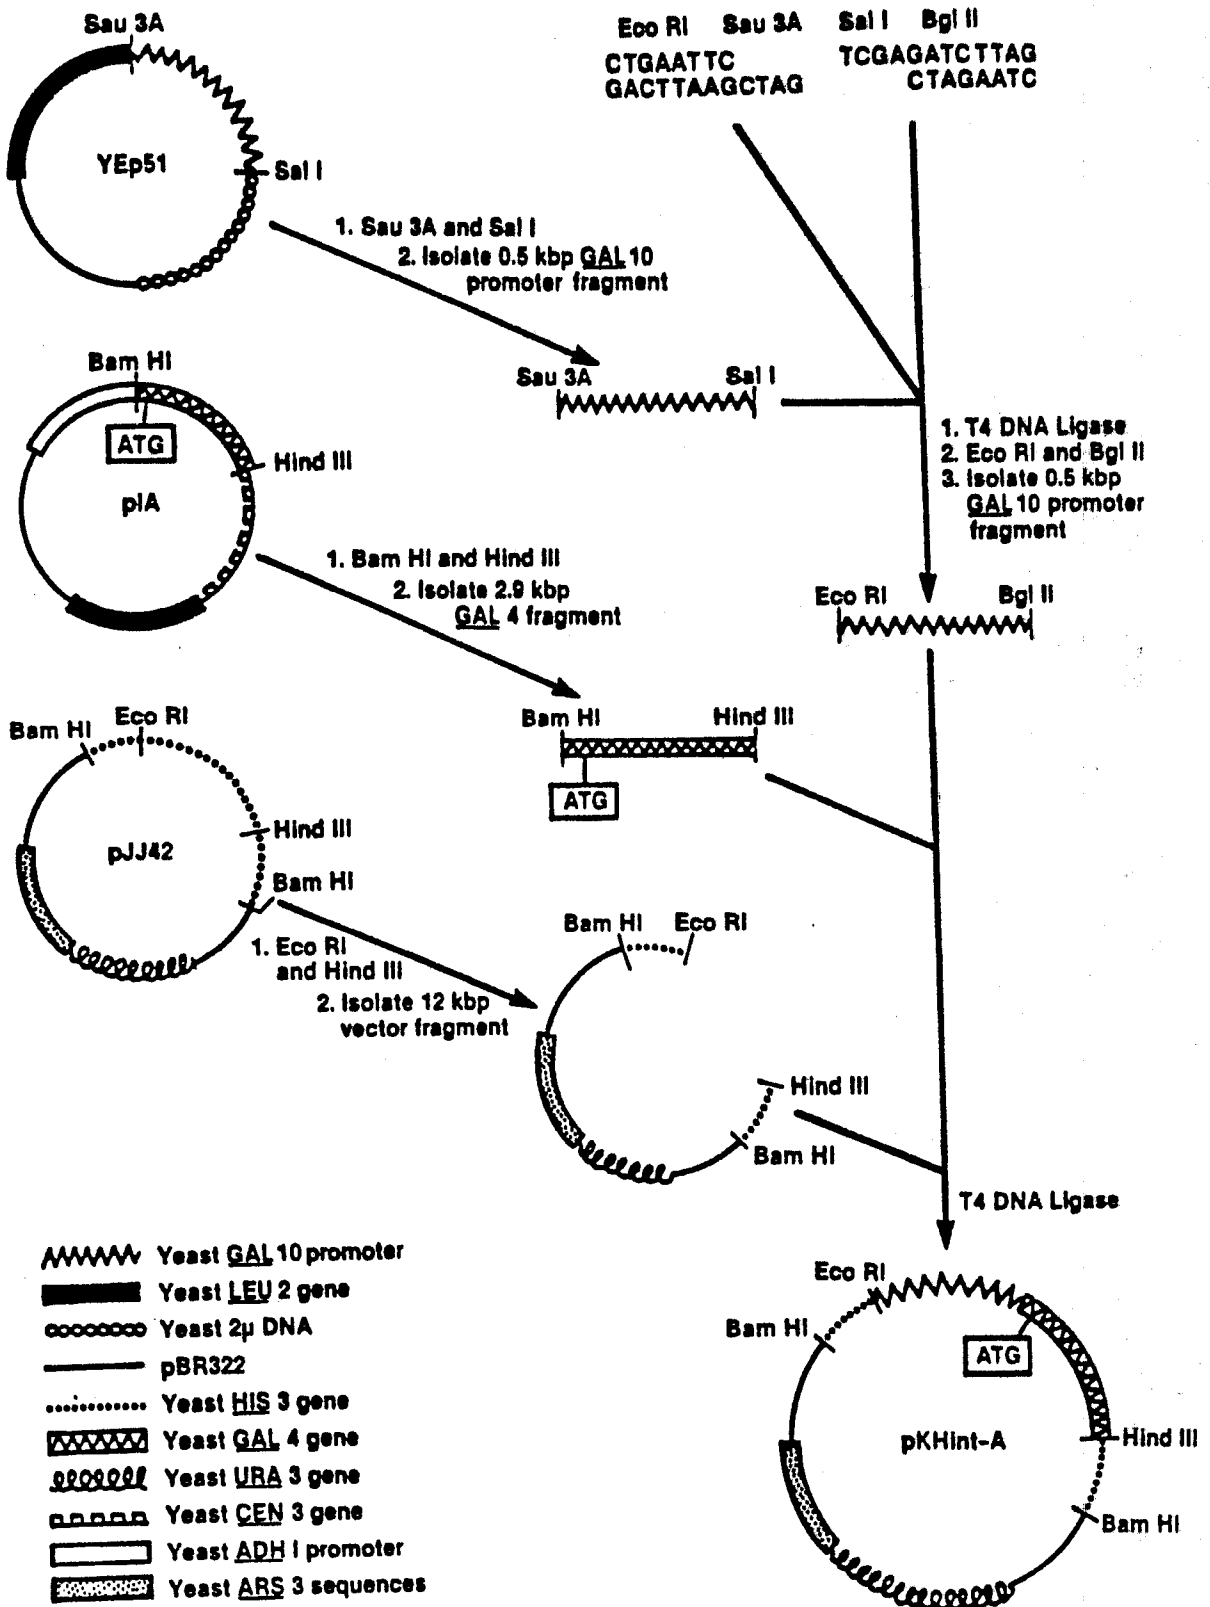 Sau 3A
YEp51
Sal I
Eco RI Sau 3A Sal I Bgl II
CTGAATTC TCGAGATCTTAG
GACTTAAGCTAG CTAGAATC
1. Sau 3A and Sal I
2. Isolate 0.5 kbp GAL 10
promoter fragment
Sau 3A Sal I
Bam HI
ATG
Hind III
pIA
1. T4 DNA Ligase
2. Eco RI and Bgl II
3. Isolate 0.5 kbp
GAL 10 promoter
fragment
1. Bam HI and Hind III
2. Isolate 2.9 kbp
GAL 4 fragment
Eco RI Bgl II
Bam HI Hind III
ATG
Bam HI
Eco RI
Hind III
pJJ42
Bam HI
1. Eco RI
and Hind III
2. Isolate 12 kbp
vector fragment
Bam HI Eco RI
Hind III
Bam HI
T4 DNA Ligase
Yeast GAL 10 promoter
Yeast LEU 2 gene
Yeast 2µ DNA
pBR322
Yeast HIS 3 gene
Yeast GAL 4 gene
Yeast URA 3 gene
Yeast CEN 3 gene
Yeast ADH I promoter
Yeast ARS 3 sequences
Eco RI
Bam HI
ATG
pKHint-A
Hind III
Bam HI